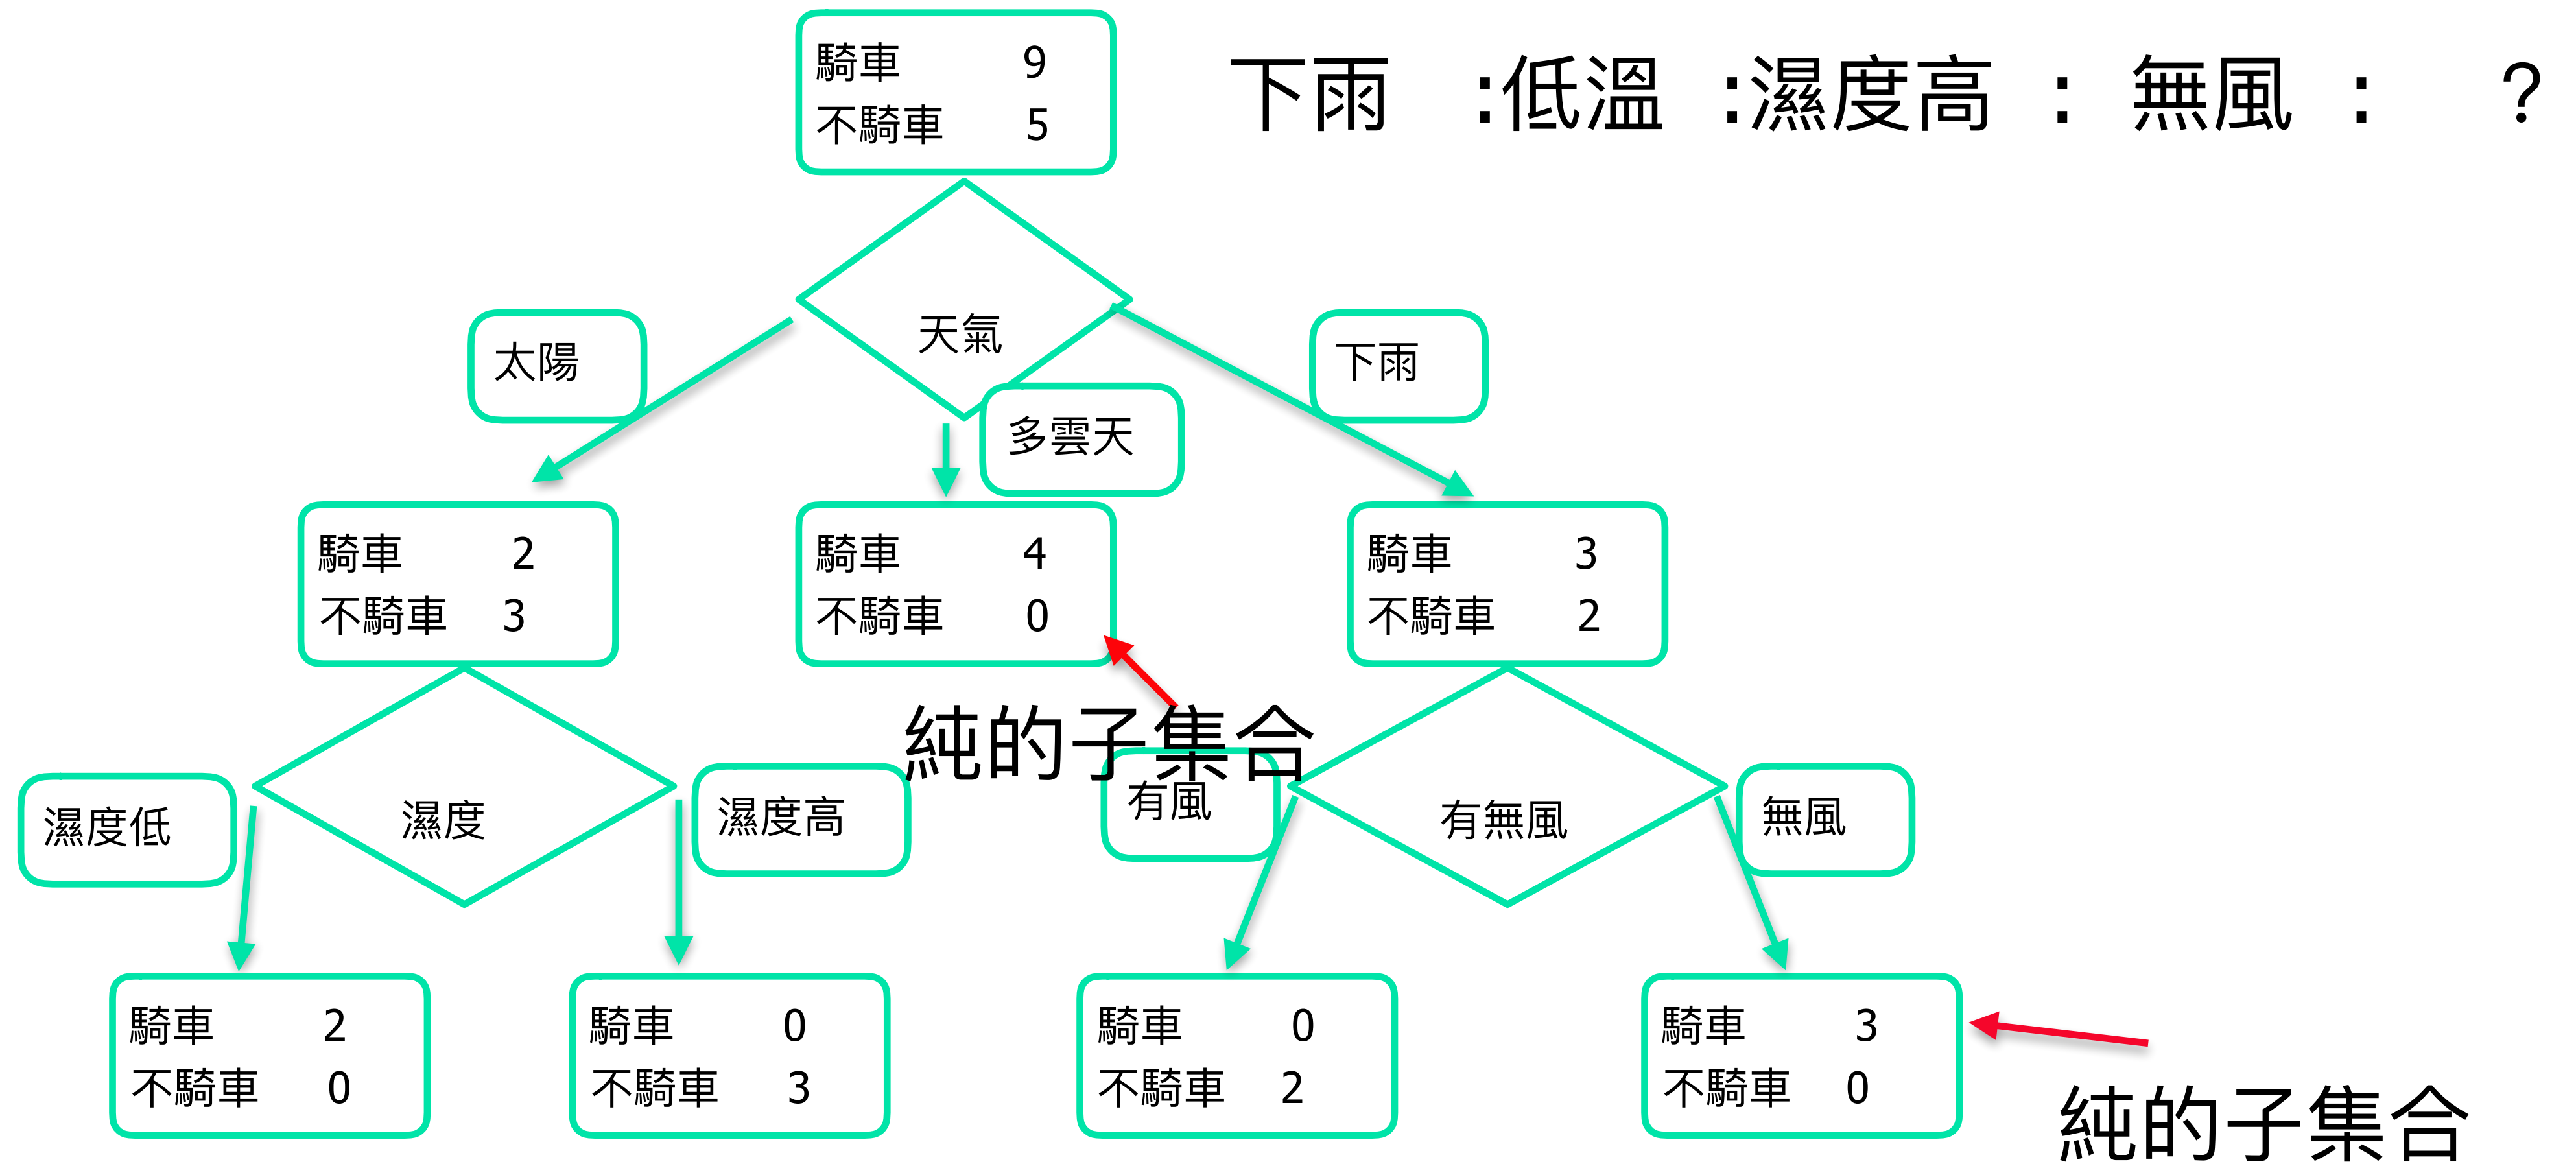 騎車 9
不騎車 5
下雨 :低溫 :濕度高 : 無風 : ?
天氣
太陽
下雨
多雲天
騎車 2
不騎車 3
騎車 4
不騎車 0
騎車 3
不騎車 2
純的子集合
濕度低
濕度
濕度高
有風
有無風
無風
騎車 2
不騎車 0
騎車 0
不騎車 3
騎車 0
不騎車 2
騎車 3
不騎車 0
純的子集合